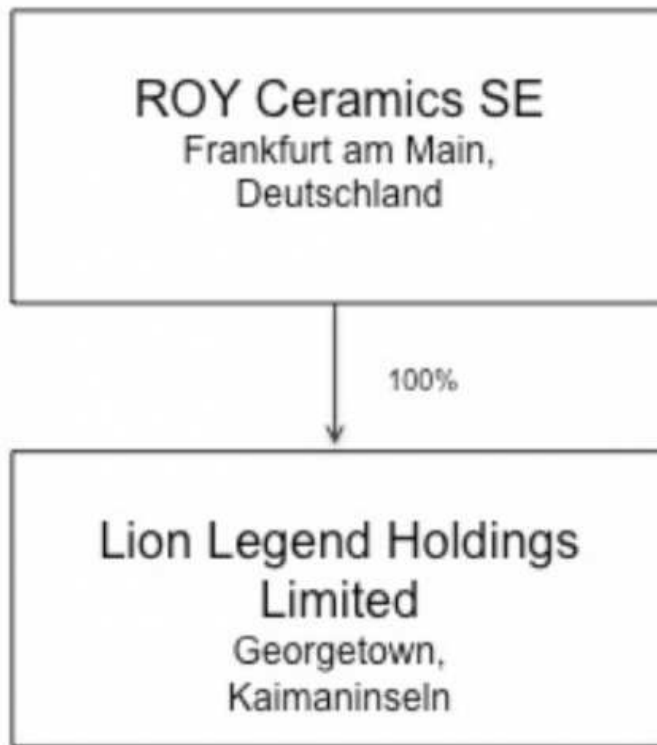 ROY Ceramics SE
Frankfurt am Main,
Deutschland
100%
Lion Legend Holdings
Limited
Georgetown,
Kaimaninseln